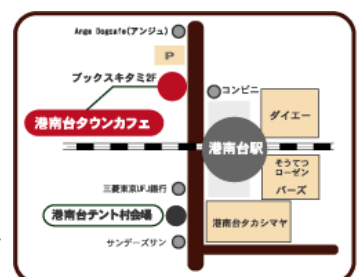 Ange Dogcafe(アンジュ)
P
ブックスキタミ2F
コンビニ
ダイエー
港南台タウンカフェ
港南台駅
そうてつ
ローゼン
バーズ
三菱東京UFJ銀行
港南台テント村会場
港南台タカシマヤ
サンデーズサン